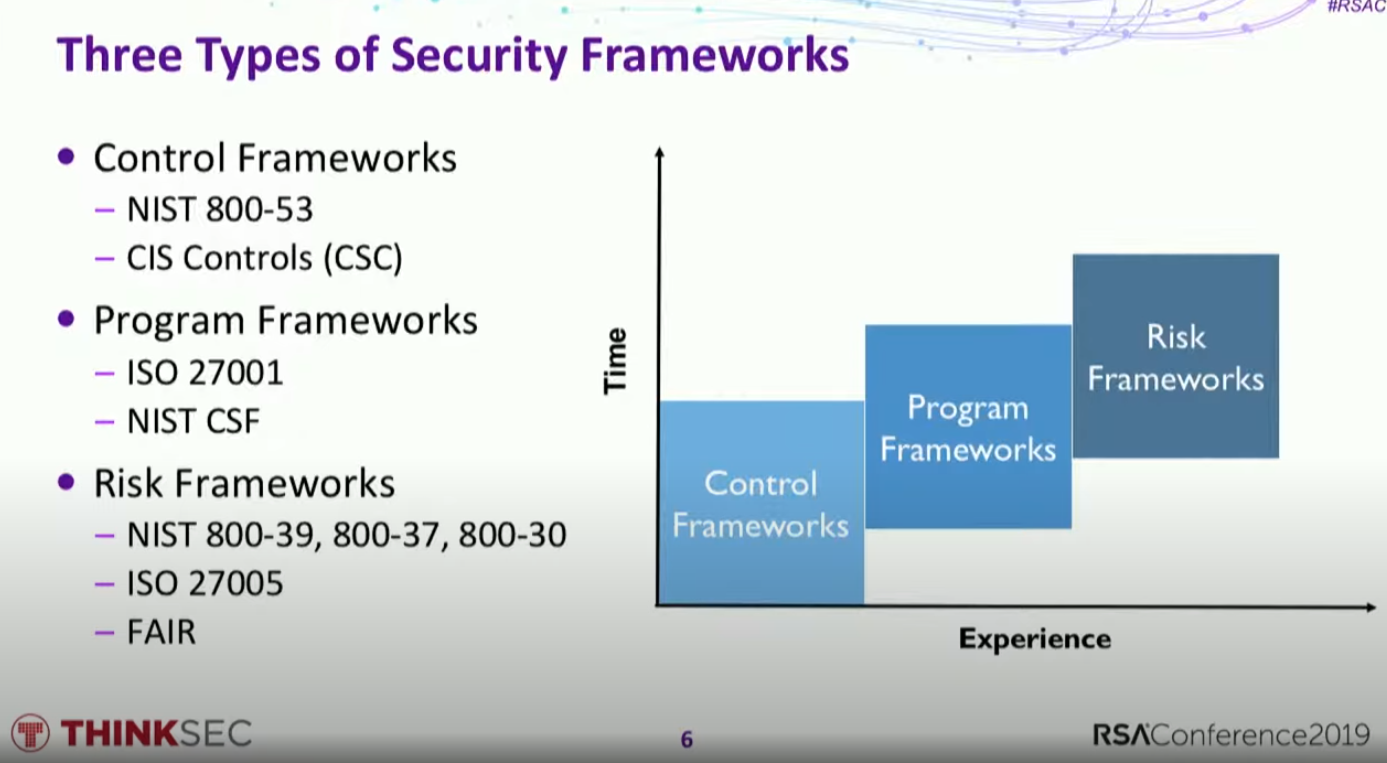 #RSAC
Three Types of Security Frameworks
• Control Frameworks
– NIST 800-53
– CIS Controls (CSC)
• Program Frameworks
– ISO 27001
– NIST CSF
• Risk Frameworks
– NIST 800-39, 800-37, 800-30
– ISO 27005
– FAIR
Time
Control
Frameworks
Program
Frameworks
Risk
Frameworks
Experience
THINKSEC
6
RSAConference2019